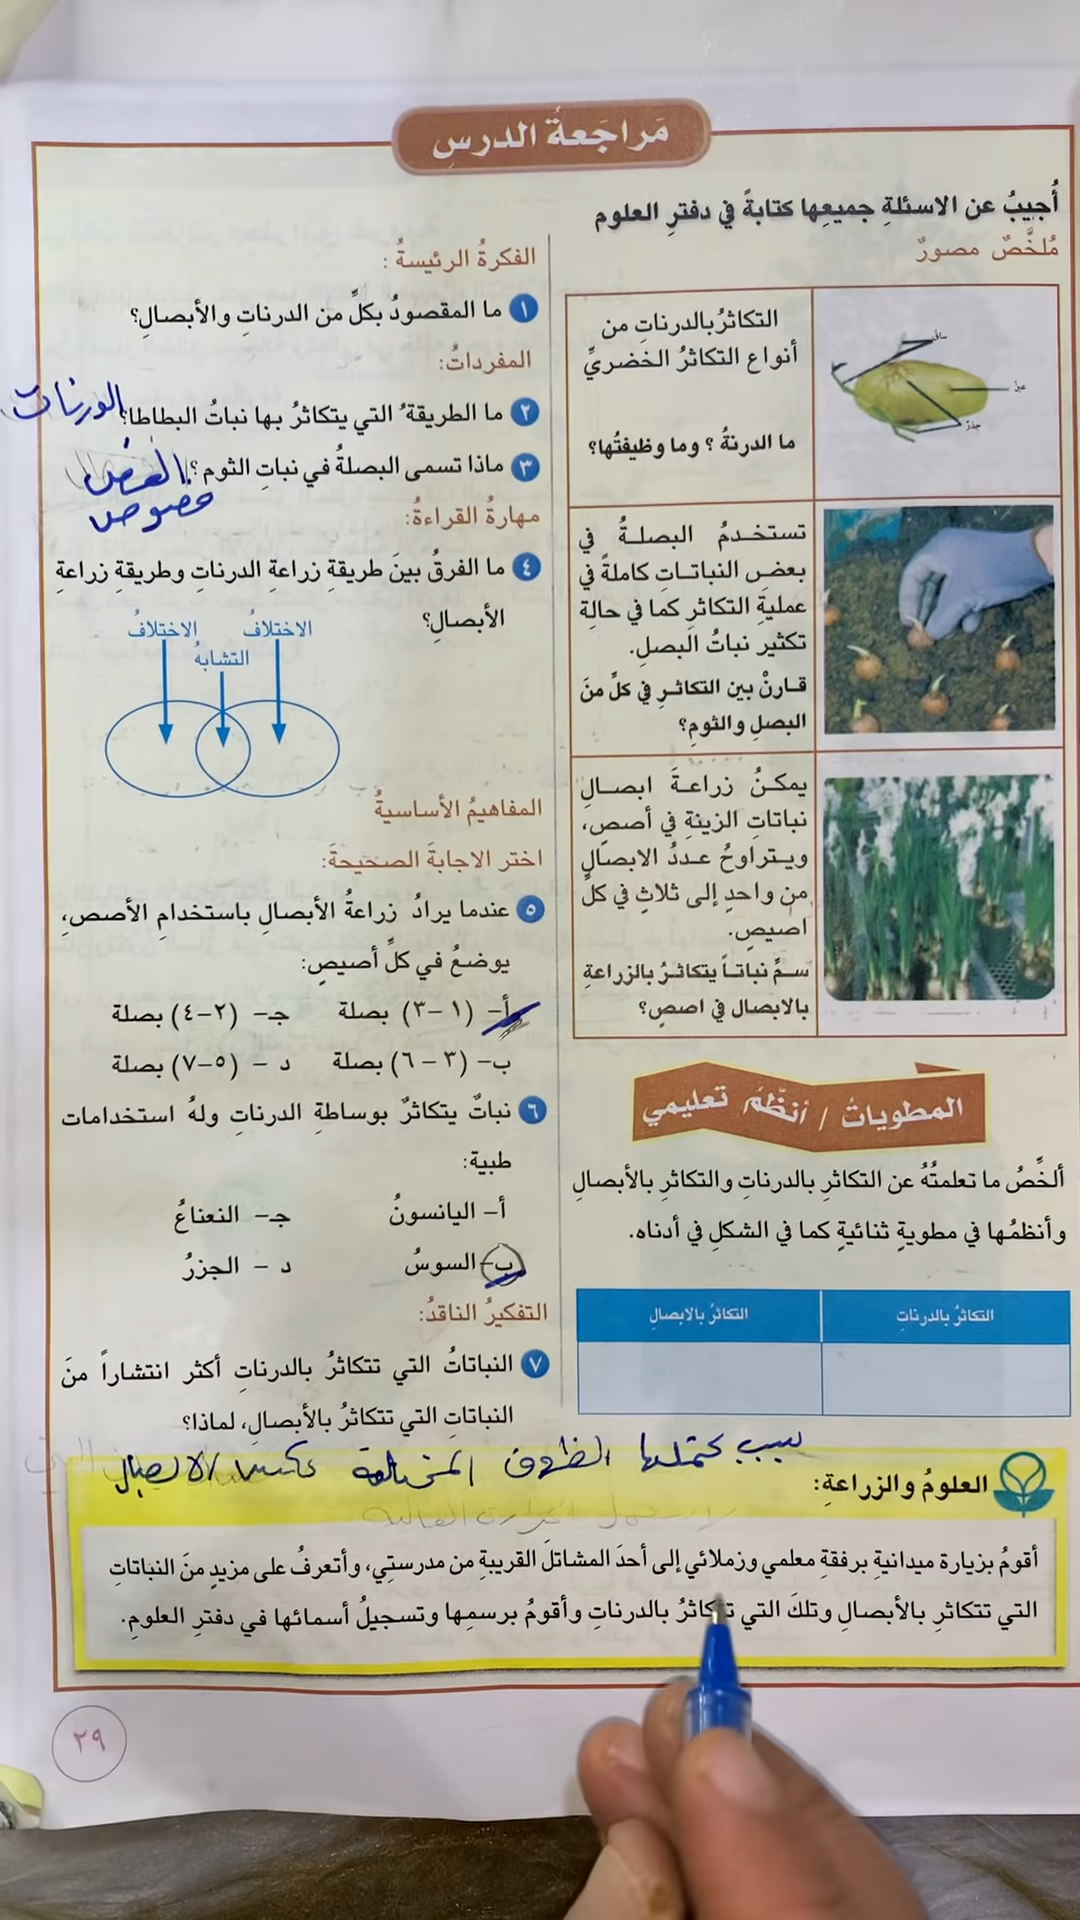 مَراجَعةُ الدرسِ
أُجيبُ عن الاسئلةِ جميعِها كتابةً في دفترِ العلوم
مُلخَّصٌ مصورٌ
ساق
عينٌ
جذرٌ
التكاثرُ بالدرناتِ من
أنواع التكاثرُ الخضريِّ
ما الدرنةُ ؟ وما وظيفتُها؟
تستخدمُ البصلةُ في
بعض النباتاتِ كاملةً في
عمليةِ التكاثرِ كما في حالةِ
تكثير نباتُ البصلِ.
قارنْ بين التكاثرِ في كلٍّ منَ
البصلِ والثومِ؟
يمكنُ زراعةَ ابصالِ
نباتاتِ الزينةِ في أصصٍ،
ويتراوحُ عددُ الابصالِ
من واحدٍ إلى ثلاثٍ في كل
اصيصٍ.
سمِّ نباتاً يتكاثرُ بالزراعةِ
بالابصال في اصصٍ؟
المطوياتُ / أنظّمُ تعليمي
ألخِّصُ ما تعلمتُهُ عن التكاثرِ بالدرناتِ والتكاثرِ بالأبصالِ
وأنظمُها في مطويةٍ ثنائيةٍ كما في الشكلِ في أدناه.
التكاثرُ بالدرناتِ
التكاثرُ بالابصالِ
الفكرةُ الرئيسةُ :
١ ما المقصودُ بكلٍّ من الدرناتِ والأبصالِ؟
المفرداتُ:
٢ ما الطريقةُ التي يتكاثرُ بها نباتُ البطاطا؟
الدرنات
٣ ماذا تسمى البصلةُ في نباتِ الثوم ؟
الفص
فصوص
مهارةُ القراءةُ:
٤ ما الفرقُ بينَ طريقةِ زراعةِ الدرناتِ وطريقةِ زراعةِ
الأبصالِ؟
الاختلافُ
الاختلافُ
التشابهُ
المفاهيمُ الأساسيةُ
اختر الاجابةَ الصحيحةَ:
٥ عندما يرادُ زراعةُ الأبصالِ باستخدامِ الأصصِ،
يوضعُ في كلِّ أصيصٍ:
أ- (١ -٣) بصلة جـ- (٢-٤) بصلة
ب- (٣ - ٦) بصلة د - (٥-٧) بصلة
٦ نباتٌ يتكاثرٌ بوساطةِ الدرناتِ ولهُ استخدامات
طبية:
أ- اليانسونُ جـ- النعناعُ
ب- السوسُ د - الجزرُ
التفكيرُ الناقدُ:
٧ النباتاتُ التي تتكاثرُ بالدرناتِ أكثر انتشاراً منَ
النباتاتِ التي تتكاثرُ بالأبصالِ، لماذا؟
بسبب تحملها الظروف المختلفة عكس الابصال
العلومُ والزراعةِ:
أقومُ بزيارة ميدانيةٍ برفقةِ معلمي وزملائي إلى أحدَ المشاتلَ القريبةِ من مدرستِي، وأتعرفُ على مزيدٍ منَ النباتاتِ
التي تتكاثرِ بالأبصالِ وتلكَ التي تتكاثرُ بالدرناتِ وأقومُ برسمِها وتسجيلُ أسمائها في دفترِ العلومِ.
٢٩